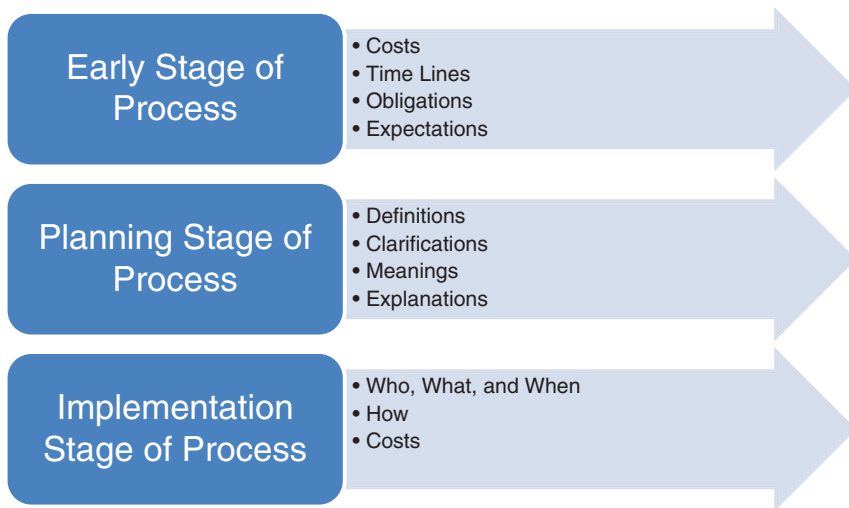 Early Stage of
Process
• Costs
• Time Lines
• Obligations
• Expectations
Planning Stage of
Process
• Definitions
• Clarifications
• Meanings
• Explanations
Implementation
Stage of Process
• Who, What, and When
• How
• Costs